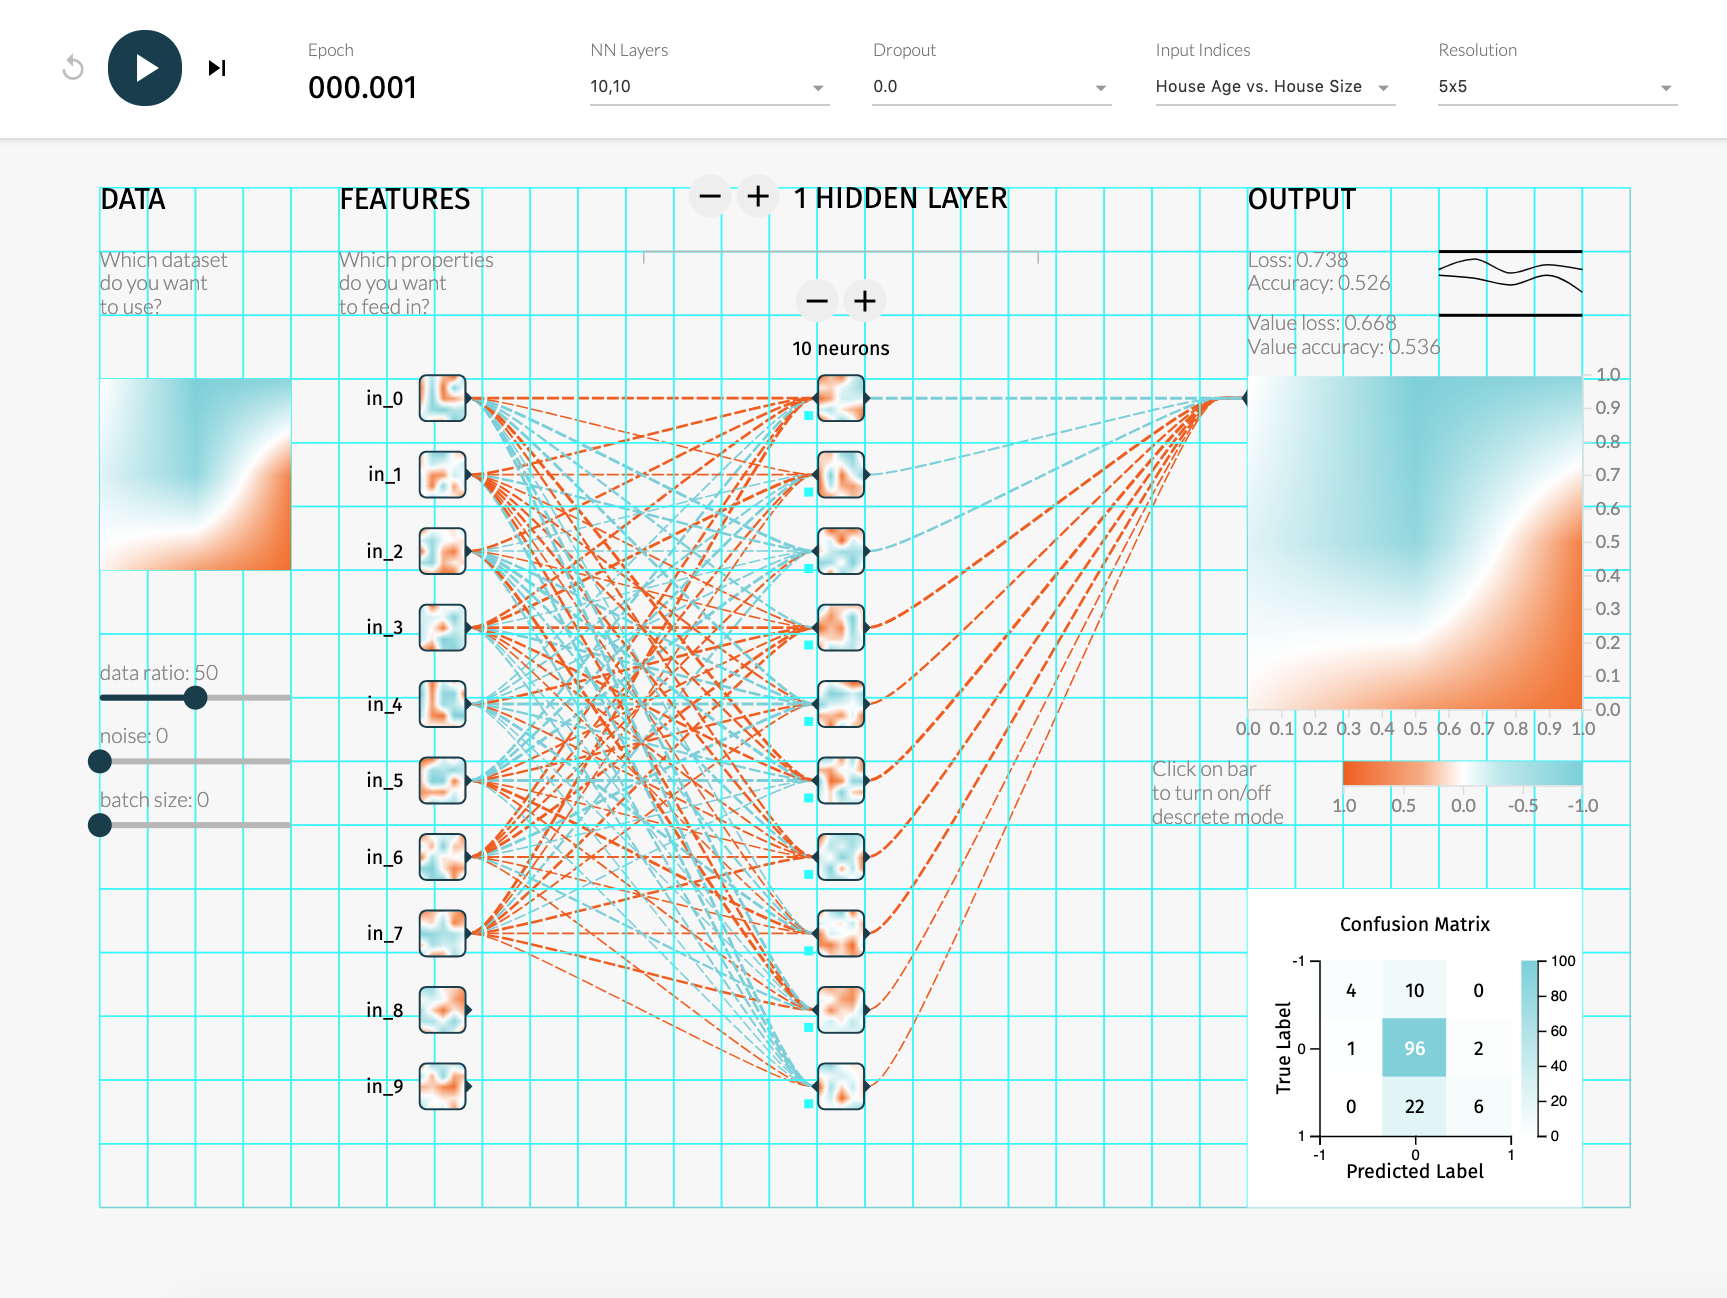 Epoch
000.001
NN Layers
10,10
Dropout
0.0
Input Indices
House Age vs. House Size
Resolution
5x5
DATA
Which dataset
do you want
to use?
data ratio: 50
noise: 0
batch size: 0
FEATURES
Which properties
do you want
to feed in?
in_0
in_1
in_2
in_3
in_4
in_5
in_6
in_7
in_8
in_9
1 HIDDEN LAYER
10 neurons
OUTPUT
Loss: 0.738
Accuracy: 0.526
Value loss: 0.668
Value accuracy: 0.536
1.0
0.9
0.8
0.7
0.6
0.5
0.4
0.3
0.2
0.1
0.0
0.0 0.1 0.2 0.3 0.4 0.5 0.6 0.7 0.8 0.9 1.0
Click on bar
to turn on/off
descrete mode
1.0 0.5 0.0 -0.5 -1.0
Confusion Matrix
True Label
-1
0
1
4 10 0
1 96 2
0 22 6
-1 0 1
Predicted Label
100
80
60
40
20
0